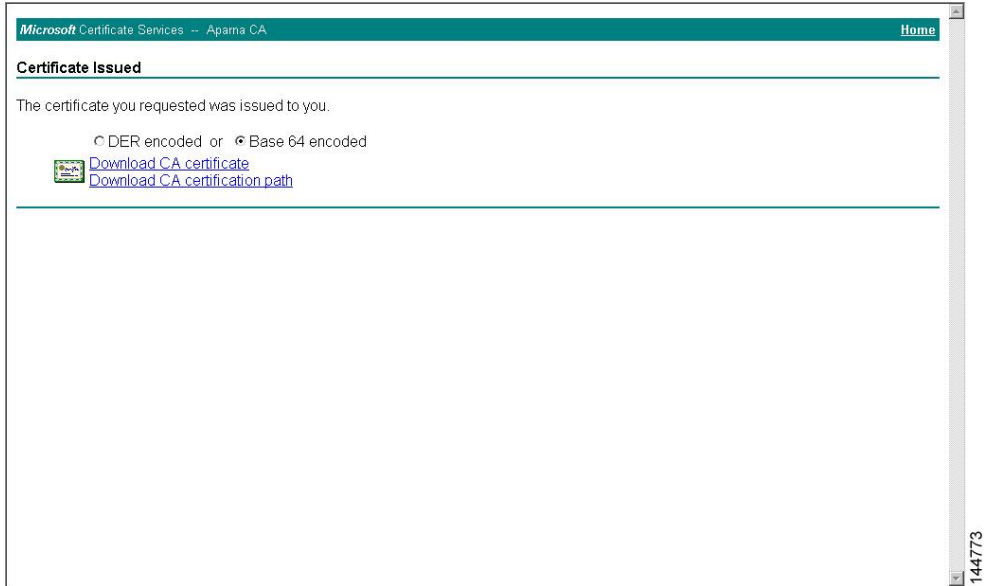 Microsoft Certificate Services -- Aparna CA Home
Certificate Issued
The certificate you requested was issued to you.
DER encoded or Base 64 encoded
Download CA certificate
Download CA certification path
144773